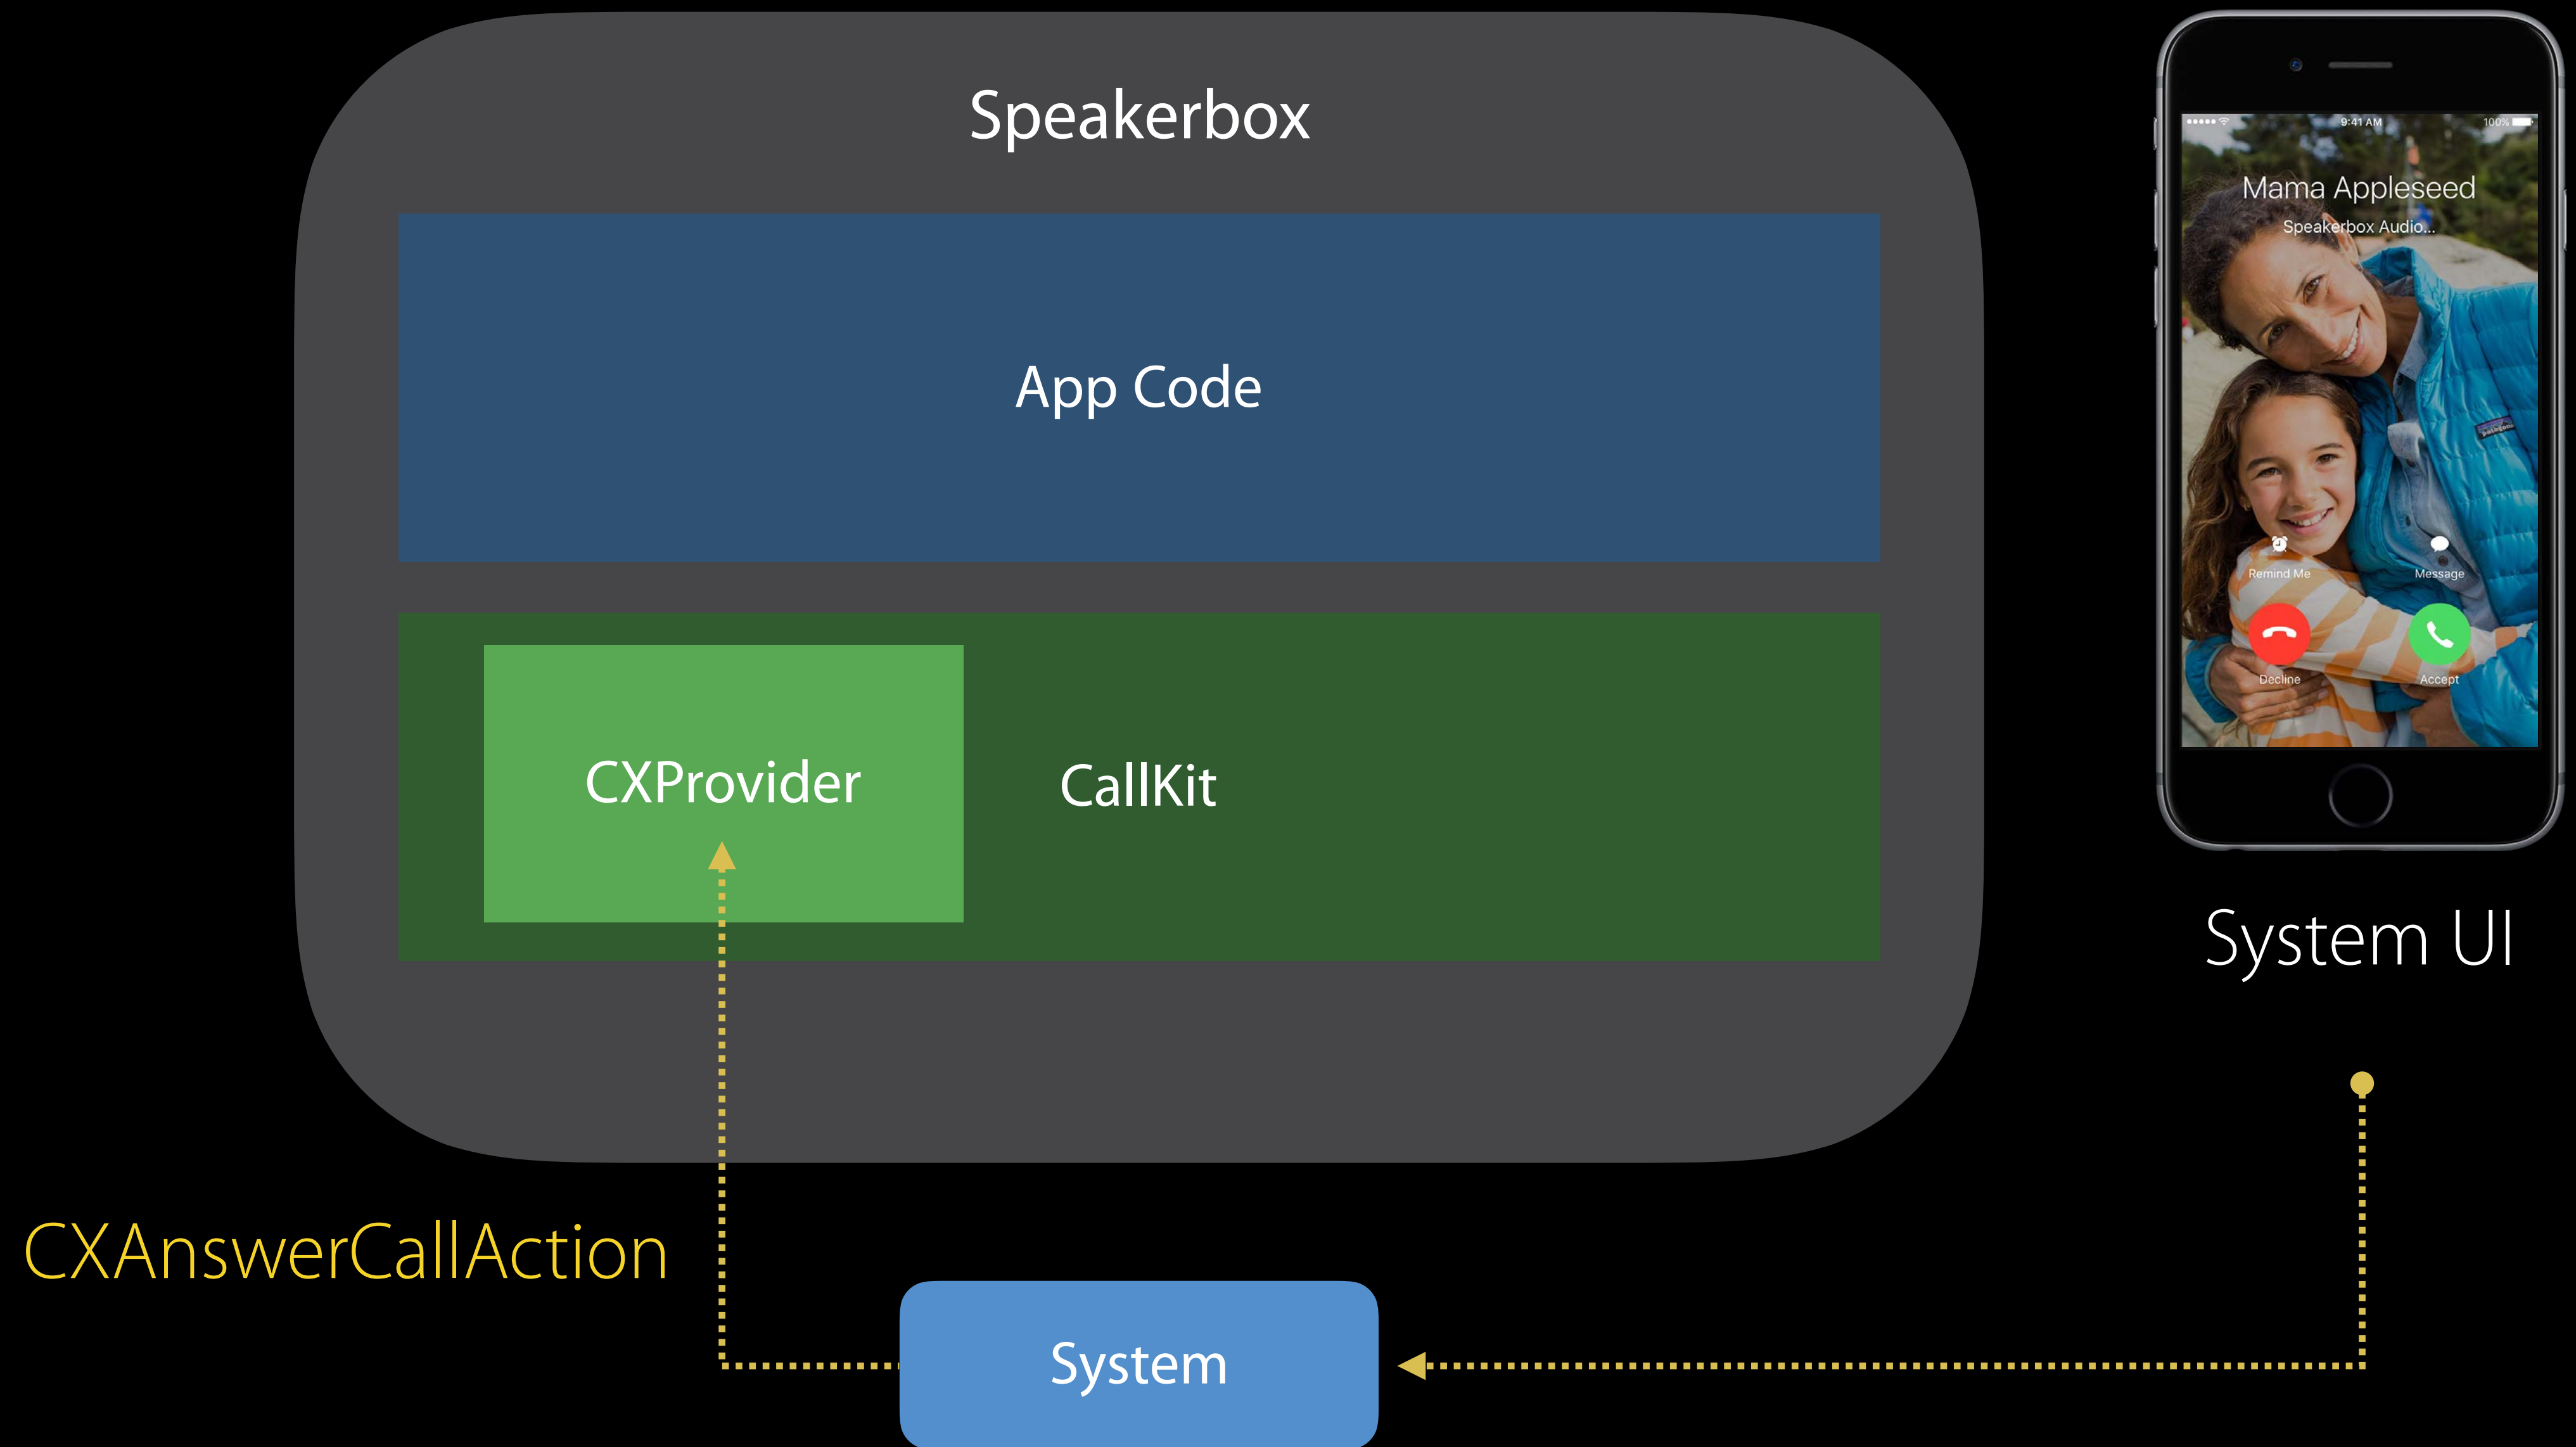 Speakerbox
App Code
CXProvider
CallKit
CXAnswerCallAction
System
9:41 AM
100%
Mama Appleseed
Speakerbox Audio...
patagonia
Remind Me
Message
Decline
Accept
System UI